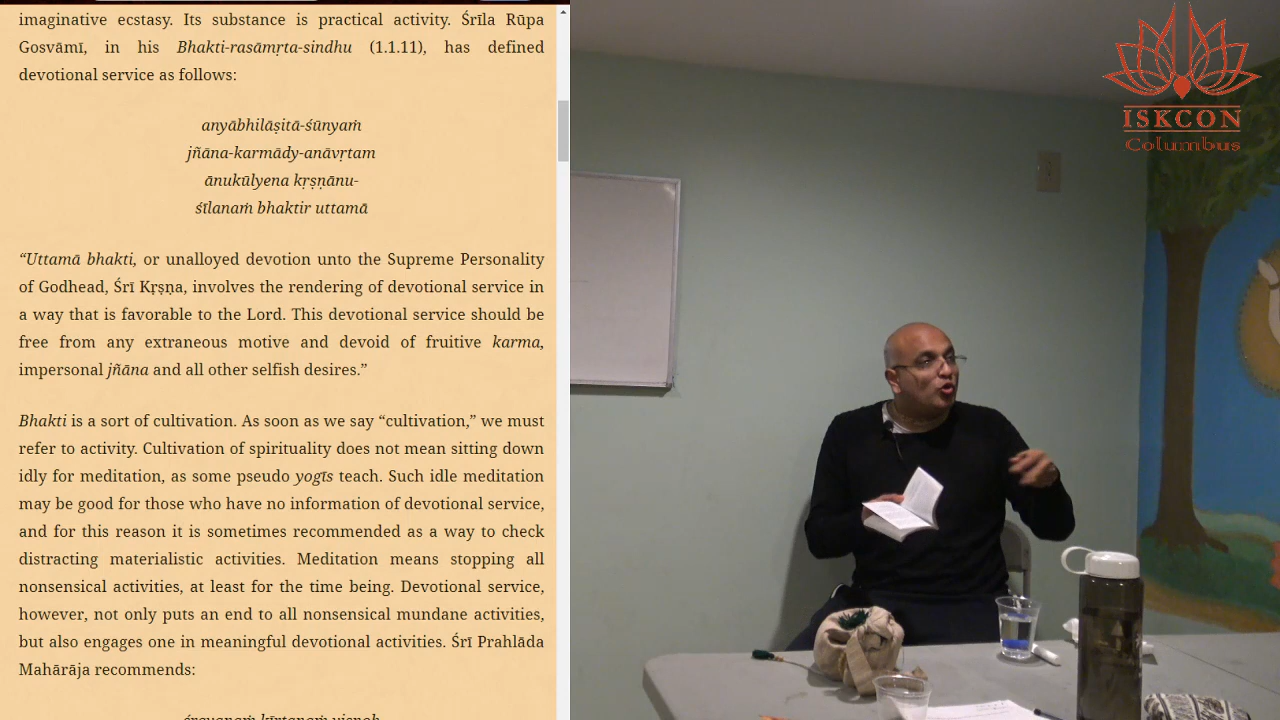 imaginative ecstasy. Its substance is practical activity. Śrīla Rūpa
Gosvāmī, in his Bhakti-rasāmṛta-sindhu (1.1.11), has defined
devotional service as follows:
anyābhilāṣitā-śūnyaṁ
jñāna-karmādy-anāvṛtam
ānukūlyena kṛṣṇānu-
śīlanaṁ bhaktir uttamā
“Uttamā bhakti, or unalloyed devotion unto the Supreme Personality
of Godhead, Śrī Kṛṣṇa, involves the rendering of devotional service in
a way that is favorable to the Lord. This devotional service should be
free from any extraneous motive and devoid of fruitive karma,
impersonal jñāna and all other selfish desires.”
Bhakti is a sort of cultivation. As soon as we say “cultivation,” we must
refer to activity. Cultivation of spirituality does not mean sitting down
idly for meditation, as some pseudo yogīs teach. Such idle meditation
may be good for those who have no information of devotional service,
and for this reason it is sometimes recommended as a way to check
distracting materialistic activities. Meditation means stopping all
nonsensical activities, at least for the time being. Devotional service,
however, not only puts an end to all nonsensical mundane activities,
but also engages one in meaningful devotional activities. Śrī Prahlāda
Mahārāja recommends:
śravaṇaṁ kīrtanaṁ viṣṇoḥ
ISKCON
Columbus